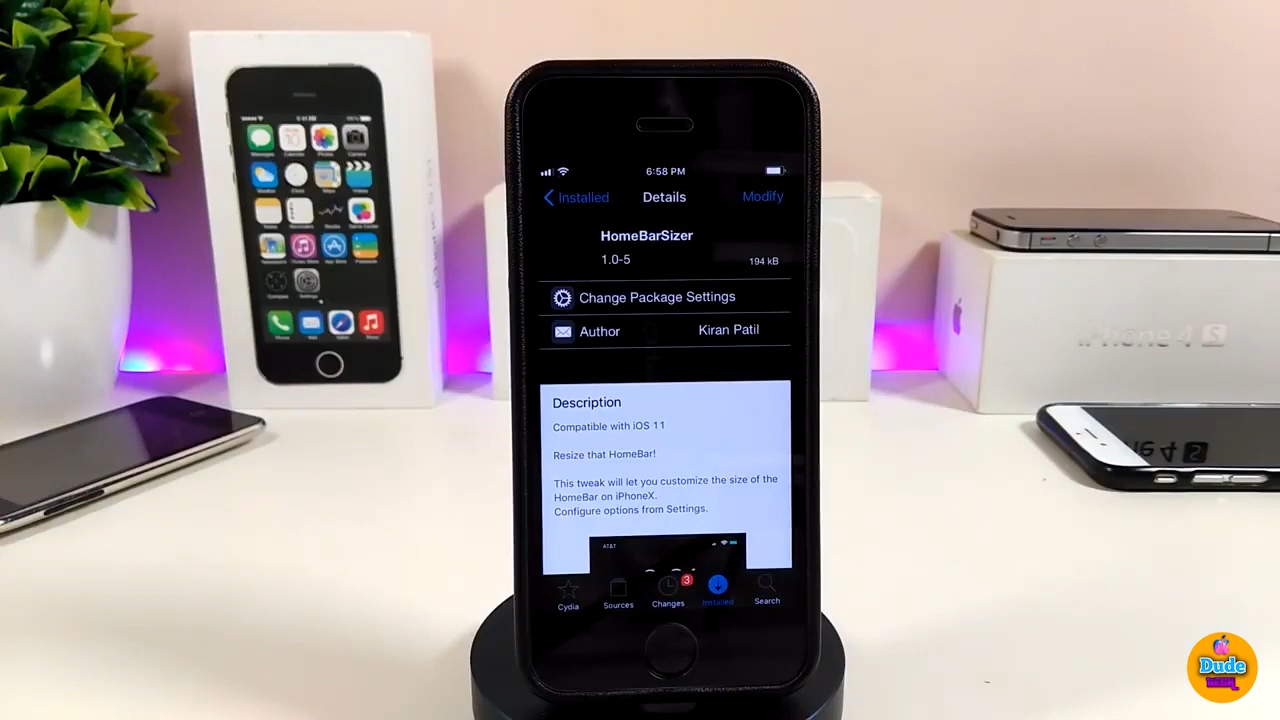 6:58 PM
Installed
Details
Modify
HomeBarSizer
1.0-5
194 kB
Change Package Settings
Author
Kiran Patil
Description
Compatible with iOS 11
Resize that HomeBar!
This tweak will let you customize the size of the
HomeBar on iPhoneX.
Configure options from Settings.
AT&T
Cydia
Sources
Changes
3
Installed
Search
iPhone 4 S
Dude